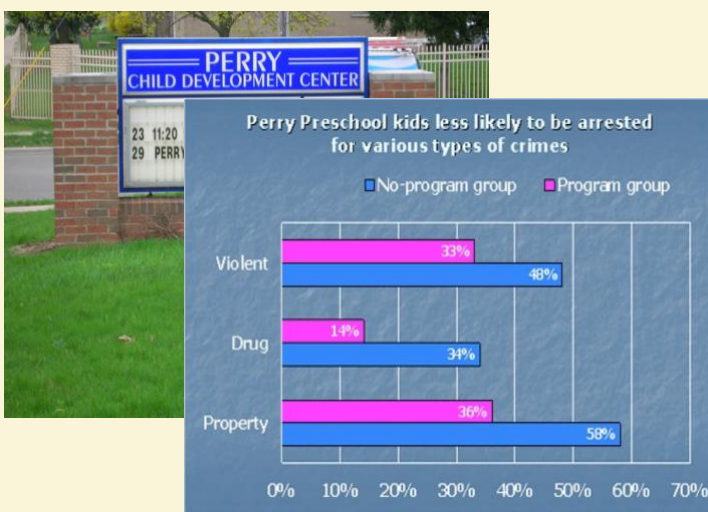 PERRY
CHILD DEVELOPMENT CENTER
23 11:20
29 PERRY
Perry Preschool kids less likely to be arrested
for various types of crimes
No-program group Program group
Violent 33%
48%
Drug 14%
34%
Property 36%
58%
0% 10% 20% 30% 40% 50% 60% 70%